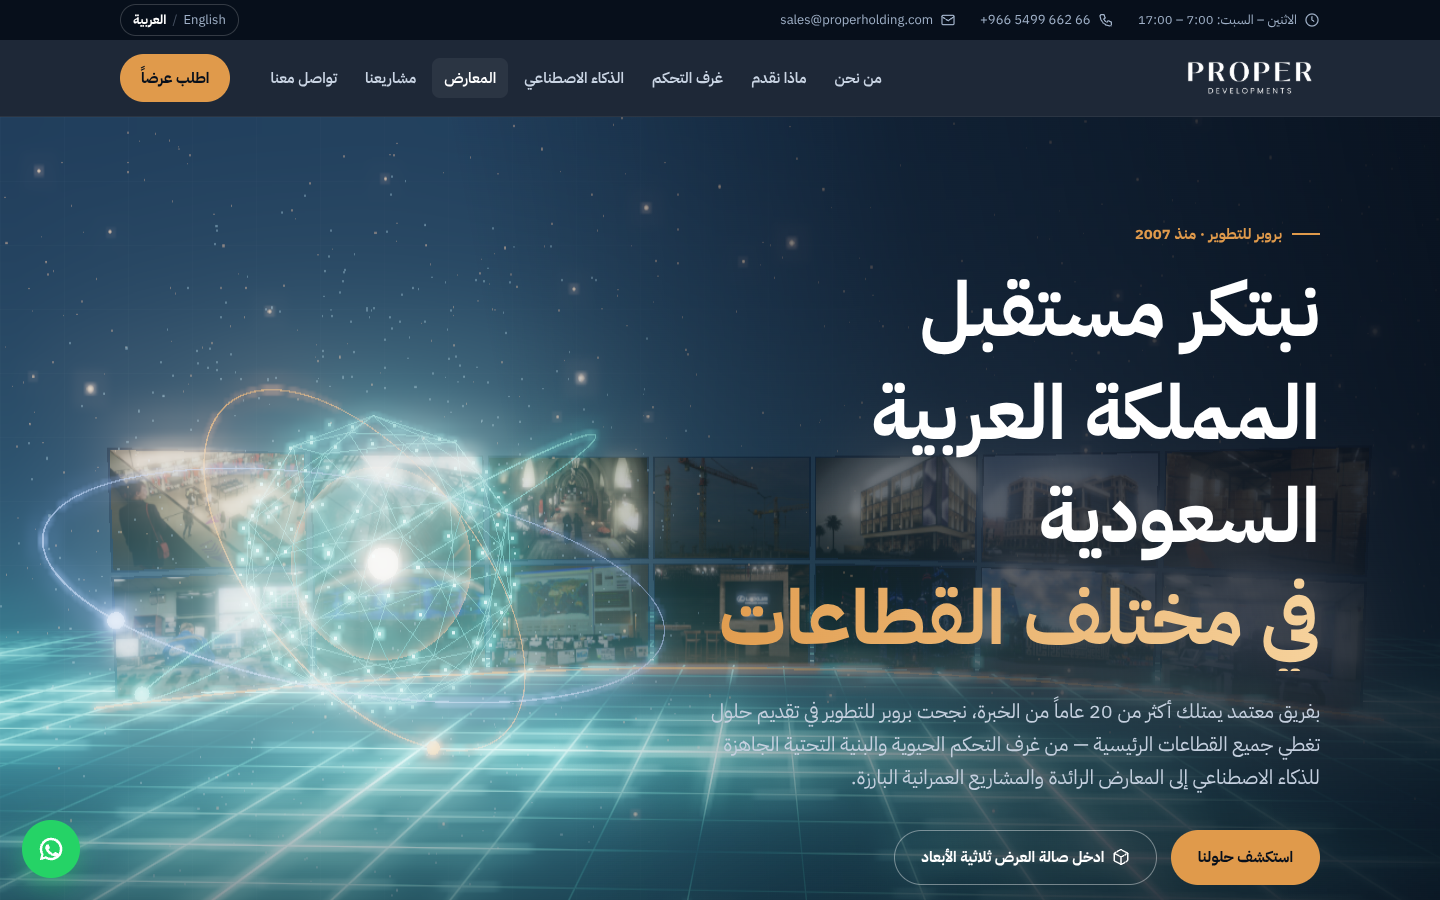 الاثنين – السبت: 7:00 – 17:00
+966 5499 662 66
sales@properholding.com
English / العربية
PROPER
DEVELOPMENTS
من نحن
ماذا نقدم
غرف التحكم
الذكاء الاصطناعي
المعارض
مشاريعنا
تواصل معنا
اطلب عرضاً
بروبر للتطوير · منذ 2007
نبتكر مستقبل
المملكة العربية
السعودية
في مختلف القطاعات
بفريق معتمد يمتلك أكثر من 20 عاماً من الخبرة، نجحت بروبر للتطوير في تقديم حلول
تغطي جميع القطاعات الرئيسية — من غرف التحكم الحيوية والبنية التحتية الجاهزة
للذكاء الاصطناعي إلى المعارض الرائدة والمشاريع العمرانية البارزة.
استكشف حلولنا
ادخل صالة العرض ثلاثية الأبعاد